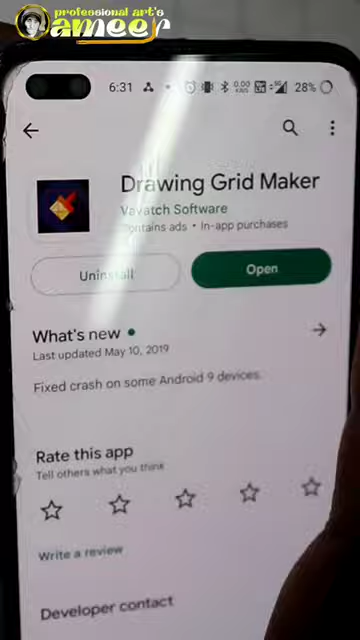 professional art's
ameer
6:31
0.00
KB/S
28%
Drawing Grid Maker
Vavatch Software
Contains ads • In-app purchases
Uninstall
Open
What's new
Last updated May 10, 2019
Fixed crash on some Android 9 devices.
Rate this app
Tell others what you think
Write a review
Developer contact